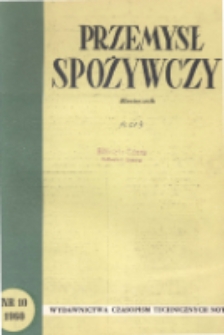 PRZEMYSŁ
SPOŻYWCZY
Miesięcznik
NR 10
1960
WYDAWNICTWA CZASOPISM TECHNICZNYCH NOT